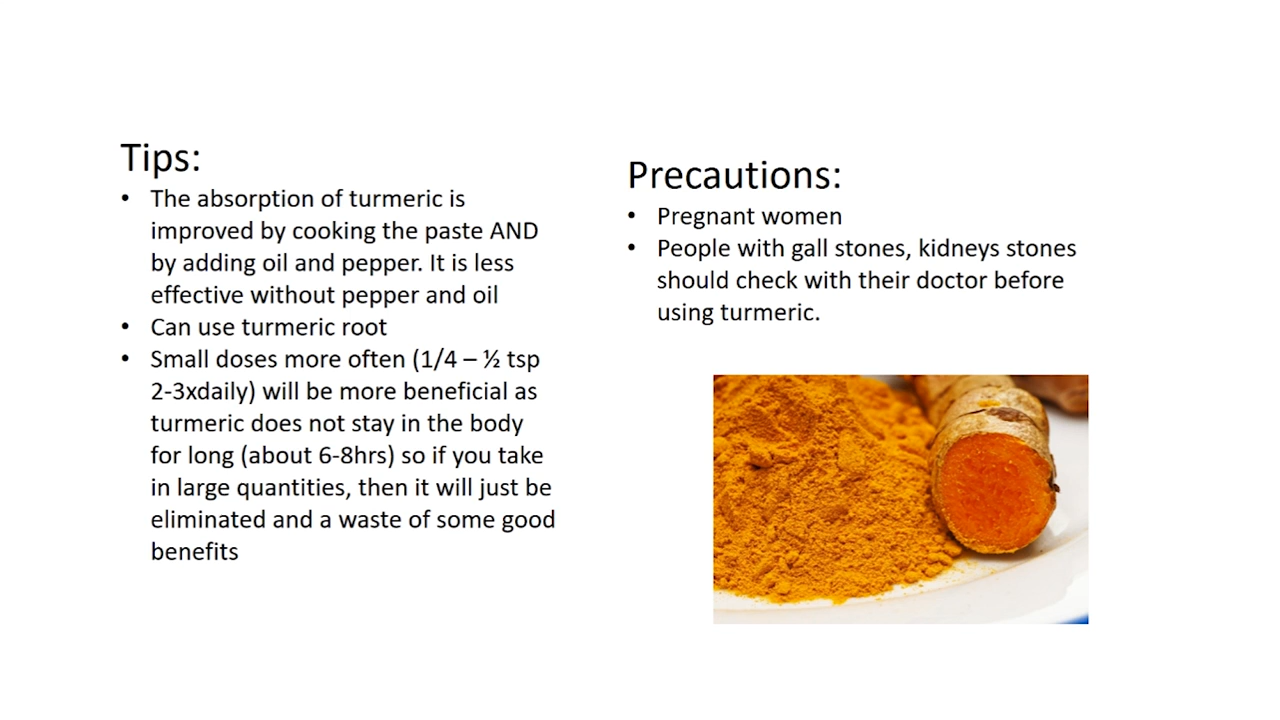 Tips:
• The absorption of turmeric is
improved by cooking the paste AND
by adding oil and pepper. It is less
effective without pepper and oil
• Can use turmeric root
• Small doses more often (1/4 – ½ tsp
2-3xdaily) will be more beneficial as
turmeric does not stay in the body
for long (about 6-8hrs) so if you take
in large quantities, then it will just be
eliminated and a waste of some good
benefits
Precautions:
• Pregnant women
• People with gall stones, kidneys stones
should check with their doctor before
using turmeric.